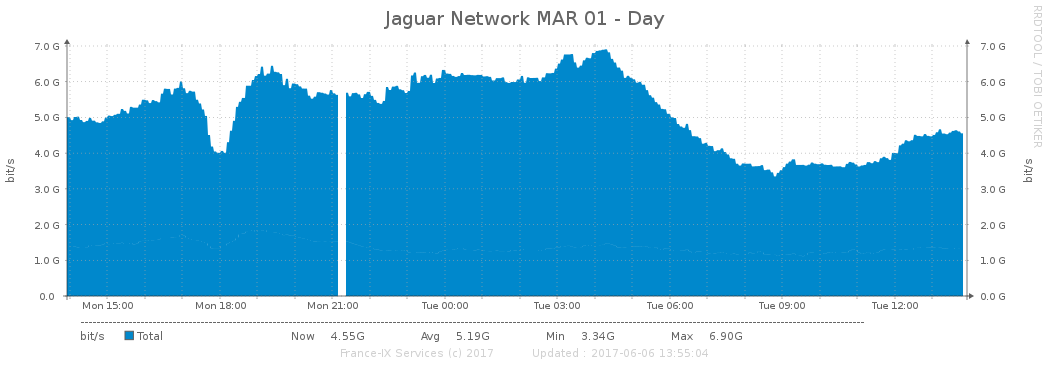 Jaguar Network MAR 01 - Day
RRDTOOL / TOBI OETIKER
bit/s
bit/s
7.0 G 7.0 G
6.0 G 6.0 G
5.0 G 5.0 G
4.0 G 4.0 G
3.0 G 3.0 G
2.0 G 2.0 G
1.0 G 1.0 G
0.0 0.0 G
Mon 15:00 Mon 18:00 Mon 21:00 Tue 00:00 Tue 03:00 Tue 06:00 Tue 09:00 Tue 12:00
bit/s Total Now 4.55G Avg 5.19G Min 3.34G Max 6.90G
France-IX Services (c) 2017 Updated : 2017-06-06 13:55:04